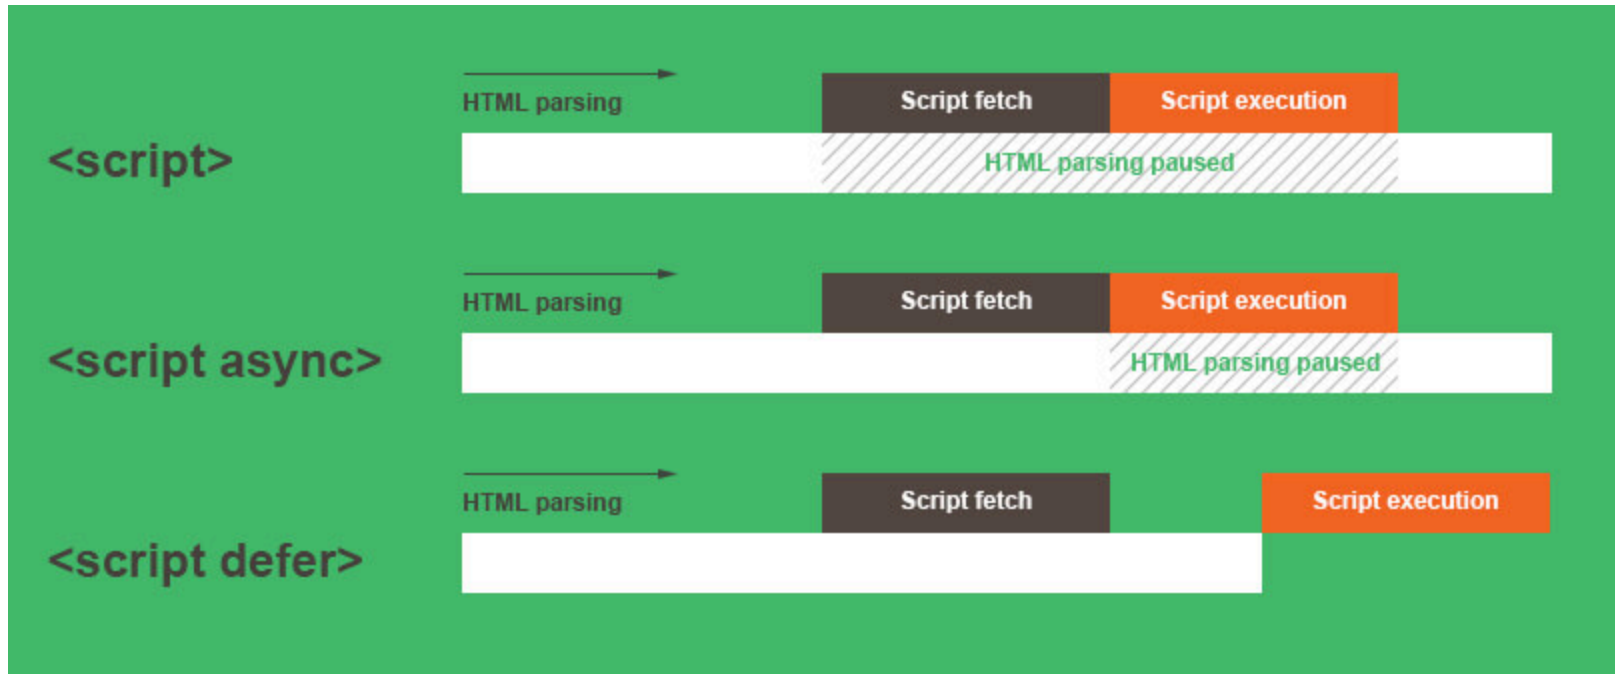 HTML parsing
Script fetch
Script execution
<script>
HTML parsing paused
HTML parsing
Script fetch
Script execution
<script async>
HTML parsing paused
HTML parsing
Script fetch
Script execution
<script defer>